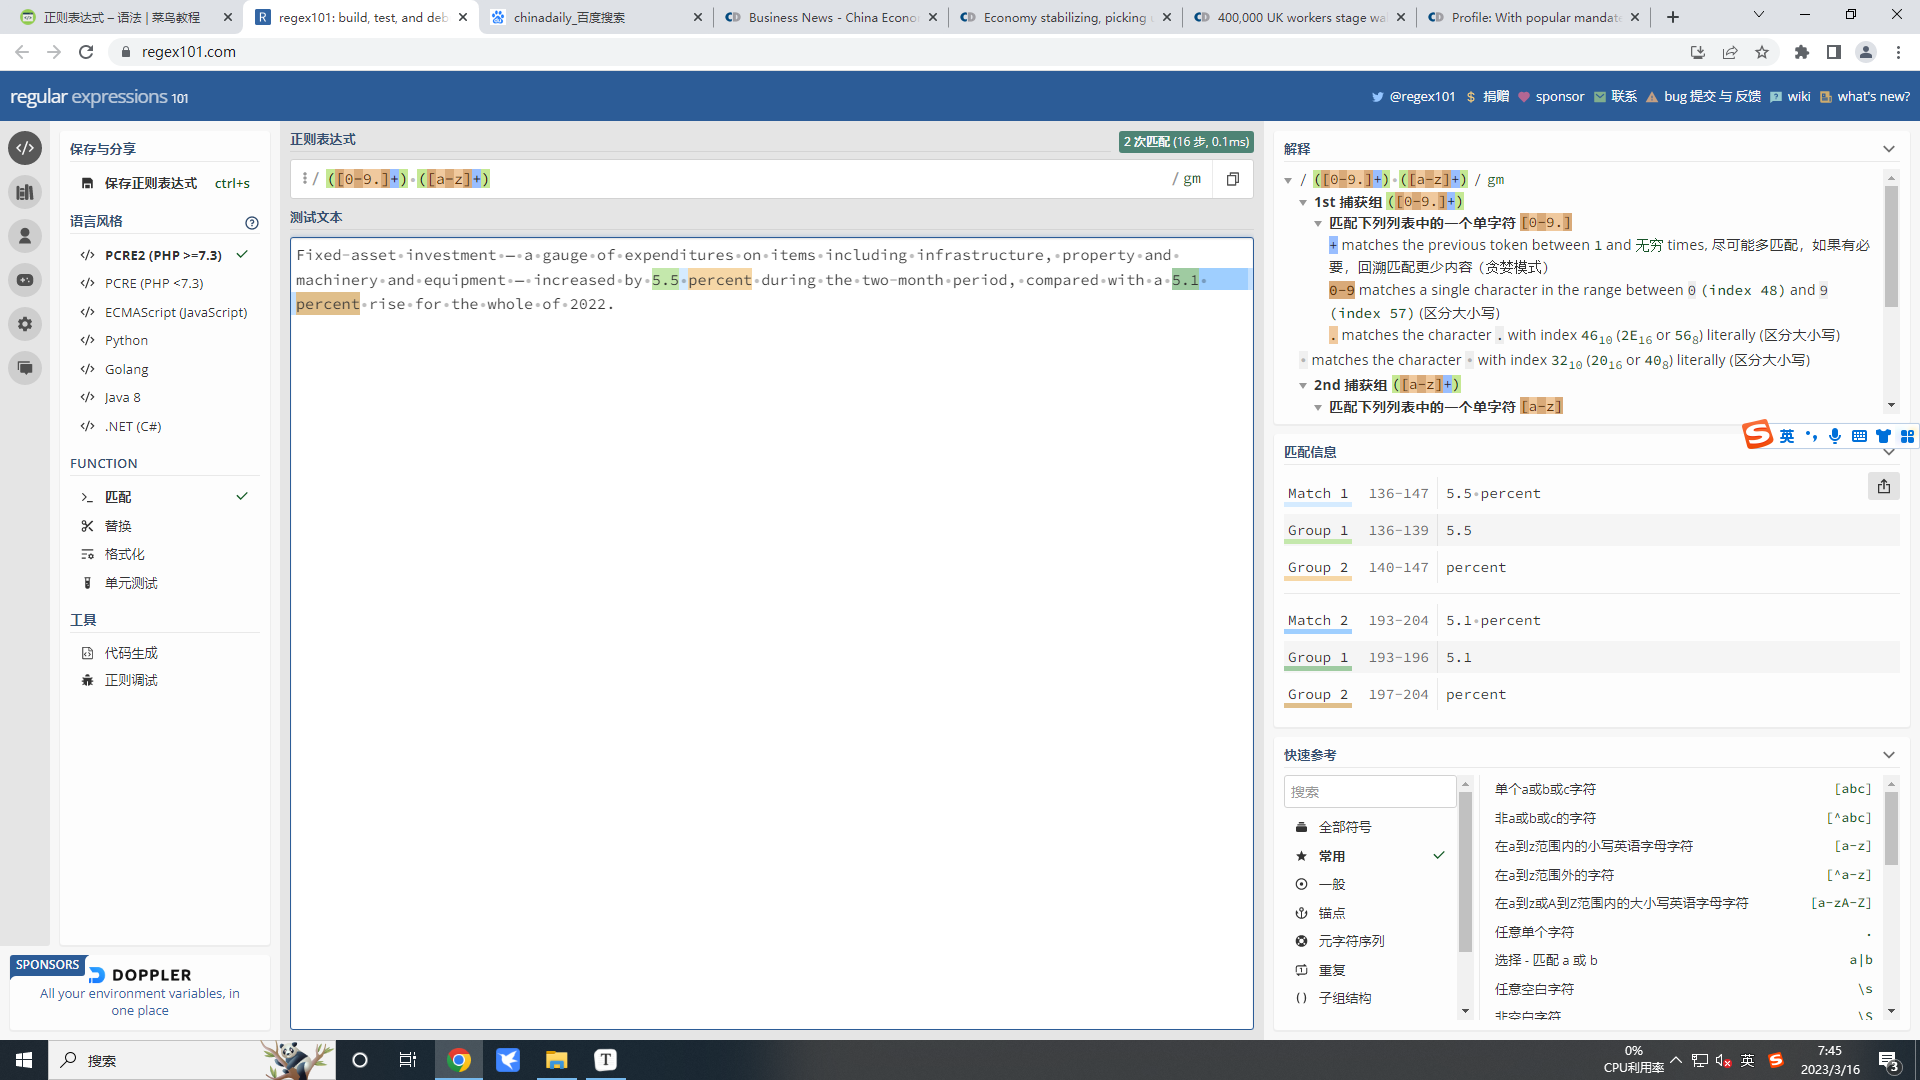 正则表达式 – 语法 | 菜鸟教程
regex101: build, test, and deb
chinadaily_百度搜索
Business News - China Econo
Economy stabilizing, picking u
400,000 UK workers stage wal
Profile: With popular mandate
regex101.com
regular expressions 101
@regex101
$ 捐赠
sponsor
联系
bug 提交 与 反馈
wiki
what's new?
保存与分享
保存正则表达式 ctrl+s
语言风格
</> PCRE2 (PHP >=7.3)
</> PCRE (PHP <7.3)
</> ECMAScript (JavaScript)
</> Python
</> Golang
</> Java 8
</> .NET (C#)
FUNCTION
匹配
替换
格式化
单元测试
工具
代码生成
正则调试
SPONSORS
DOPPLER
All your environment variables, in
one place
正则表达式
2 次匹配 (16 步, 0.1ms)
/ ([0-9.]+)·([a-z]+) / gm
测试文本
Fixed-asset·investment·—·a·gauge·of·expenditures·on·items·including·infrastructure,·property·and·
machinery·and·equipment·—·increased·by·5.5·percent·during·the·two-month·period,·compared·with·a·5.1·
percent·rise·for·the·whole·of·2022.
解释
/ ([0-9.]+)·([a-z]+) / gm
1st 捕获组 ([0-9.]+)
匹配下列列表中的一个单字符 [0-9.]
+ matches the previous token between 1 and 无穷 times, 尽可能多匹配，如果有必
要，回溯匹配更少内容（贪婪模式）
0-9 matches a single character in the range between 0 (index 48) and 9
(index 57) (区分大小写)
. matches the character . with index 46₁₀ (2E₁₆ or 56₈) literally (区分大小写)
· matches the character · with index 32₁₀ (20₁₆ or 40₈) literally (区分大小写)
2nd 捕获组 ([a-z]+)
匹配下列列表中的一个单字符 [a-z]
英
匹配信息
Match 1 136-147 5.5·percent
Group 1 136-139 5.5
Group 2 140-147 percent
Match 2 193-204 5.1·percent
Group 1 193-196 5.1
Group 2 197-204 percent
快速参考
搜索
全部符号
常用
一般
锚点
元字符序列
重复
() 子组结构
单个a或b或c字符 [abc]
非a或b或c的字符 [^abc]
在a到z范围内的小写英语字母字符 [a-z]
在a到z范围外的字符 [^a-z]
在a到z或A到Z范围内的大小写英语字母字符 [a-zA-Z]
任意单个字符 .
选择 - 匹配 a 或 b a|b
任意空白字符 \s
非空白字符 \S
搜索
0%
CPU利用率
英
7:45
2023/3/16
3